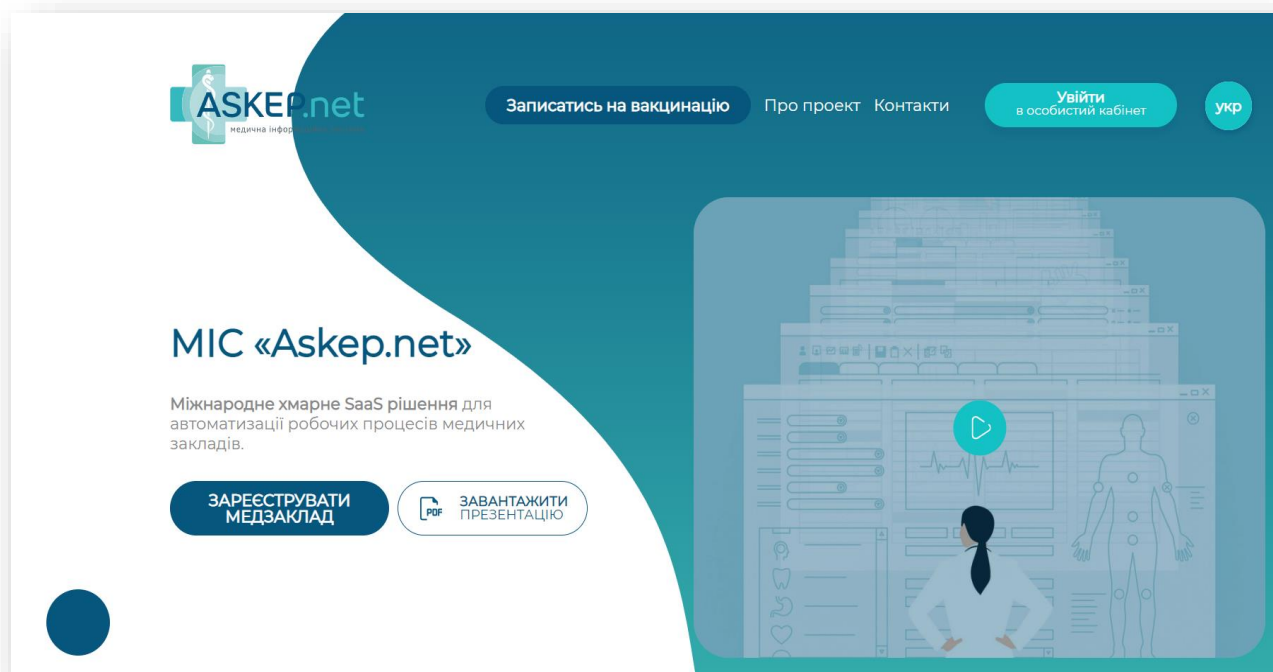 ASKEP.net
медична інфор
Записатись на вакцинацію
Про проект
Контакти
Увійти
в особистий кабінет
укр
МІС «Askep.net»
Міжнародне хмарне SaaS рішення для
автоматизації робочих процесів медичних
закладів.
ЗАРЕЄСТРУВАТИ
МЕДЗАКЛАД
PDF
ЗАВАНТАЖИТИ
ПРЕЗЕНТАЦІЮ